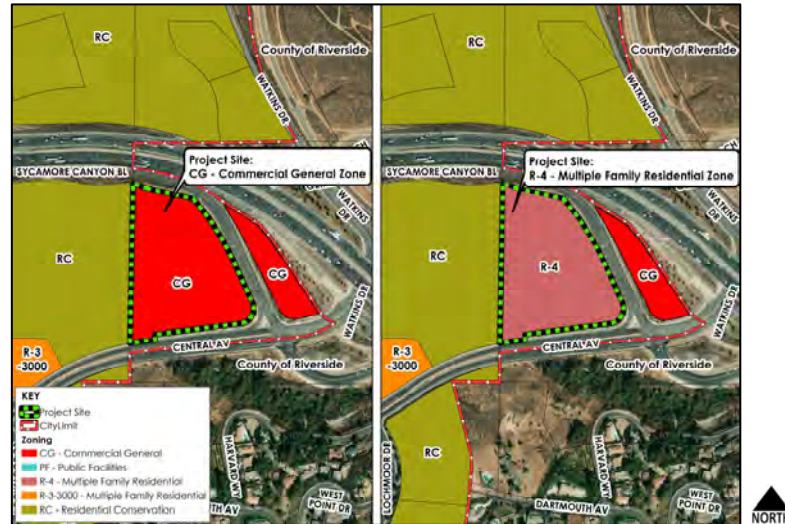 RC
County of Riverside
WATKINS DR
Project Site:
CG - Commercial General Zone
SYCAMORE CANYON BL
WATKINS DR
RC
CG
CG
WATKINS DR
CENTRAL AV
R-3
-3000
County of Riverside
KEY
Project Site
CityLimit
Zoning
CG - Commercial General
PF - Public Facilities
R-4 - Multiple Family Residential
R-3-3000 - Multiple Family Residential
RC - Residential Conservation
HARVARD WY
WEST
POINT DR
UTH AV
RC
County of Riverside
WATKINS DR
Project Site:
R-4 - Multiple Family Residential Zone
SYCAMORE CANYON BL
WATKINS DR
RC
R-4
CG
WATKINS DR
CENTRAL AV
R-3
-3000
County of Riverside
RC
LOCHMOOR DR
HARVARD WY
DARTMOUTH AV
WEST
POINT DR
NORTH